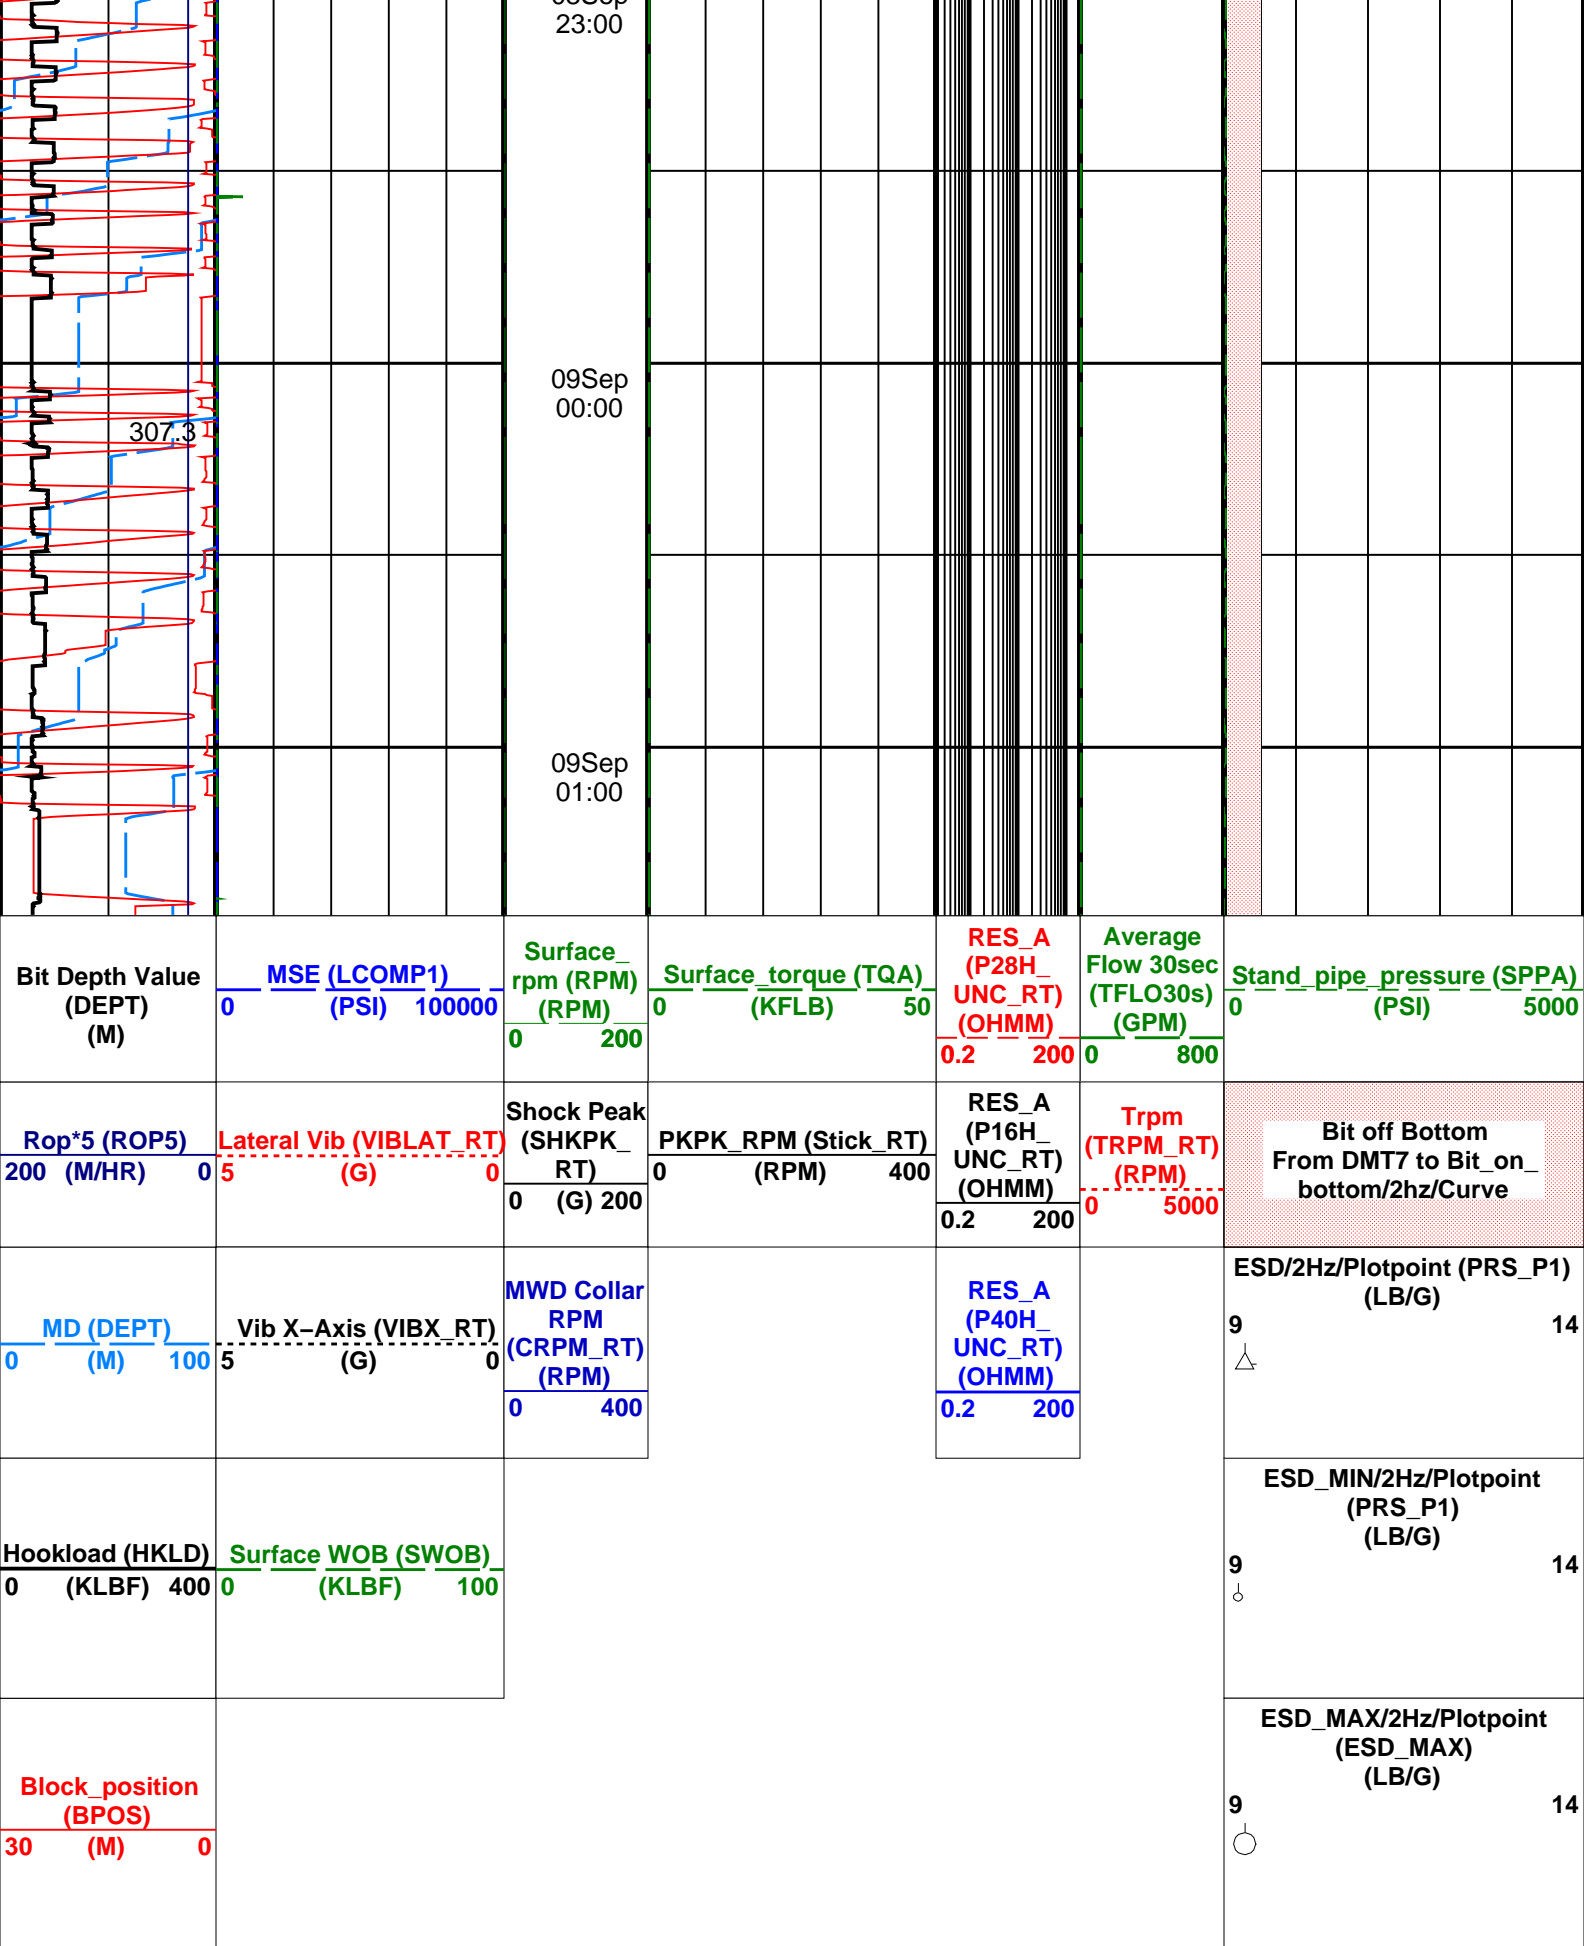 23:00
09Sep
00:00
307.3
09Sep
01:00
Bit Depth Value
(DEPT)
(M)
MSE (LCOMP1)
0 (PSI) 100000
Surface_
rpm (RPM)
(RPM)
0 200
Surface_torque (TQA)
0 (KFLB) 50
RES_A
(P28H_
UNC_RT)
(OHMM)
0.2 200
Average
Flow 30sec
(TFLO30s)
(GPM)
0 800
Stand_pipe_pressure (SPPA)
0 (PSI) 5000
Rop*5 (ROP5)
200 (M/HR) 0
Lateral Vib (VIBLAT_RT)
5 (G) 0
Shock Peak
(SHKPK_
RT)
0 (G) 200
PKPK_RPM (Stick_RT)
0 (RPM) 400
RES_A
(P16H_
UNC_RT)
(OHMM)
0.2 200
Trpm
(TRPM_RT)
(RPM)
0 5000
Bit off Bottom
From DMT7 to Bit_on_
bottom/2hz/Curve
MD (DEPT)
0 (M) 100
Vib X−Axis (VIBX_RT)
5 (G) 0
MWD Collar
RPM
(CRPM_RT)
(RPM)
0 400
RES_A
(P40H_
UNC_RT)
(OHMM)
0.2 200
ESD/2Hz/Plotpoint (PRS_P1)
(LB/G)
9 14
Hookload (HKLD)
0 (KLBF) 400
Surface WOB (SWOB)
0 (KLBF) 100
ESD_MIN/2Hz/Plotpoint
(PRS_P1)
(LB/G)
9 14
Block_position
(BPOS)
30 (M) 0
ESD_MAX/2Hz/Plotpoint
(ESD_MAX)
(LB/G)
9 14